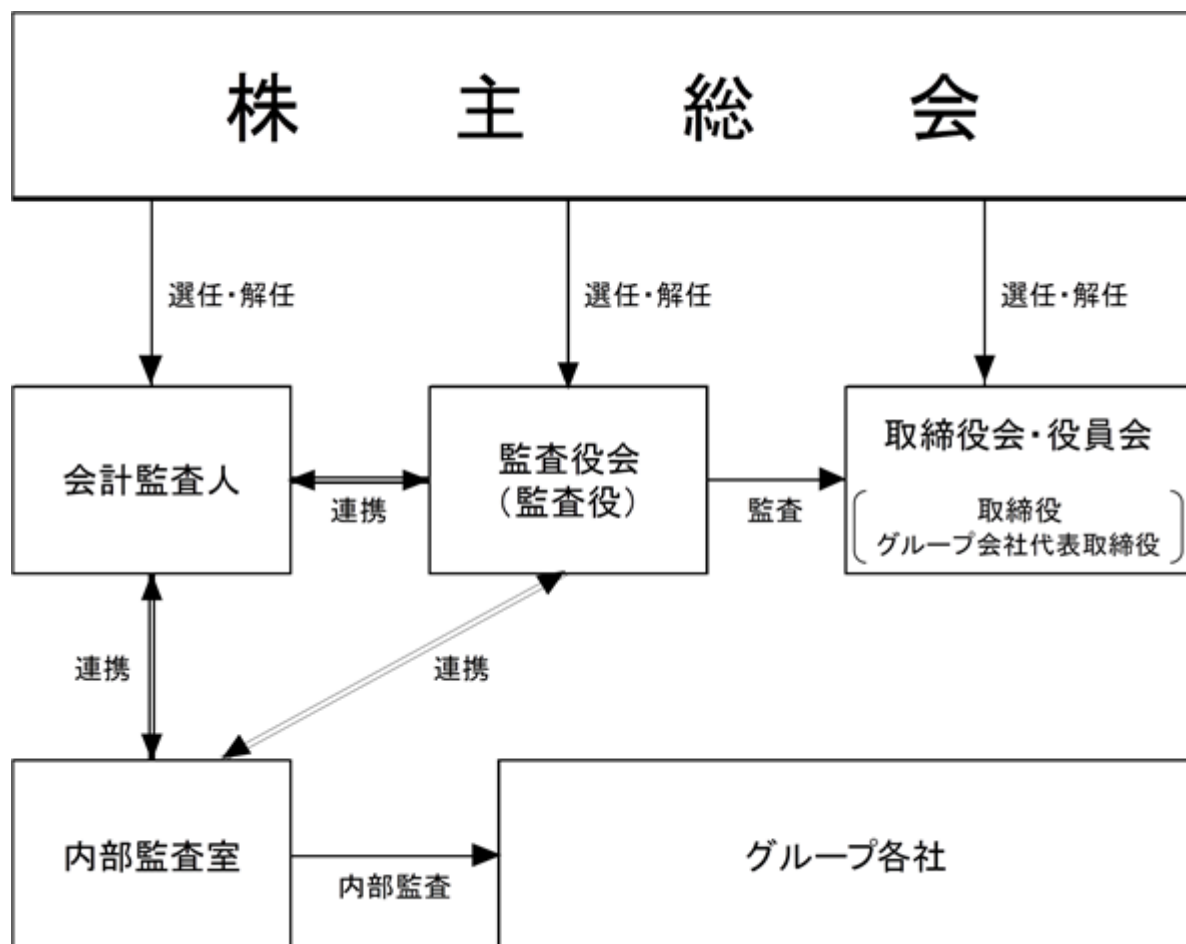 株主総会
選任・解任
選任・解任
選任・解任
会計監査人
連携
監査役会
(監査役)
監査
取締役会・役員会
取締役
グループ会社代表取締役
連携
連携
内部監査室
内部監査
グループ各社